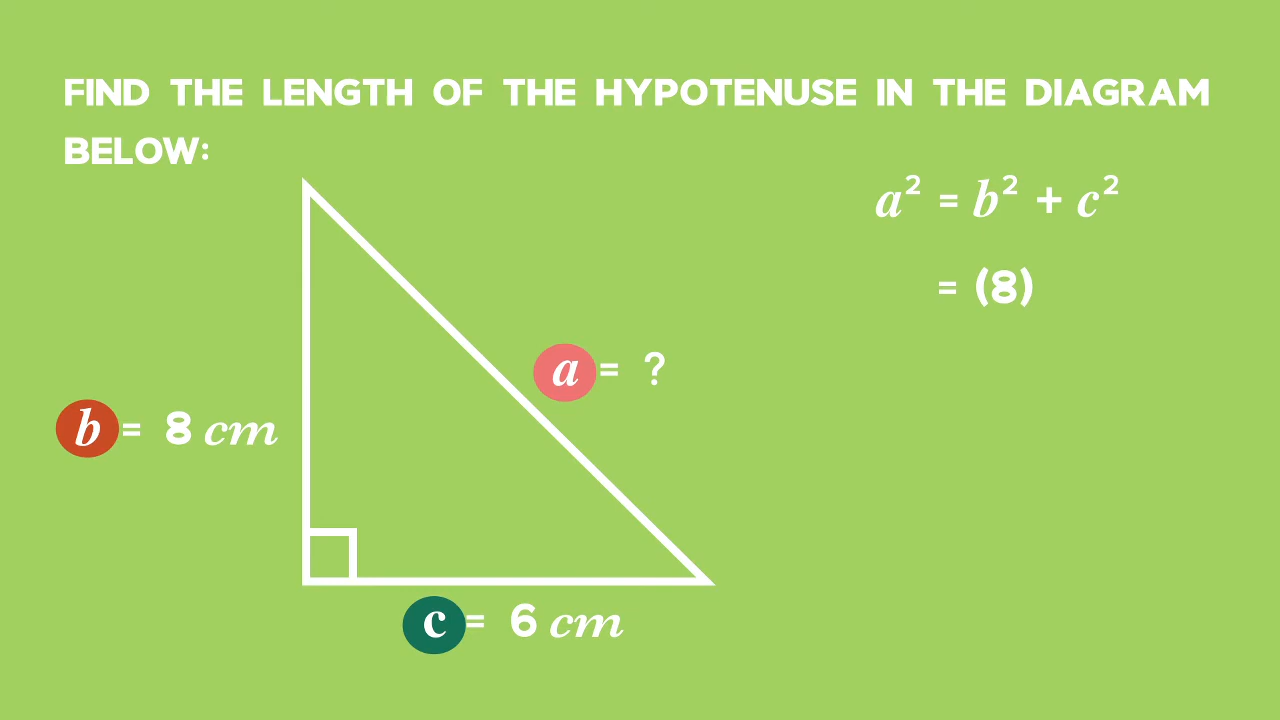 FIND THE LENGTH OF THE HYPOTENUSE IN THE DIAGRAM
BELOW:
a² = b² + c²
= (8)
a = ?
b = 8 cm
c = 6 cm